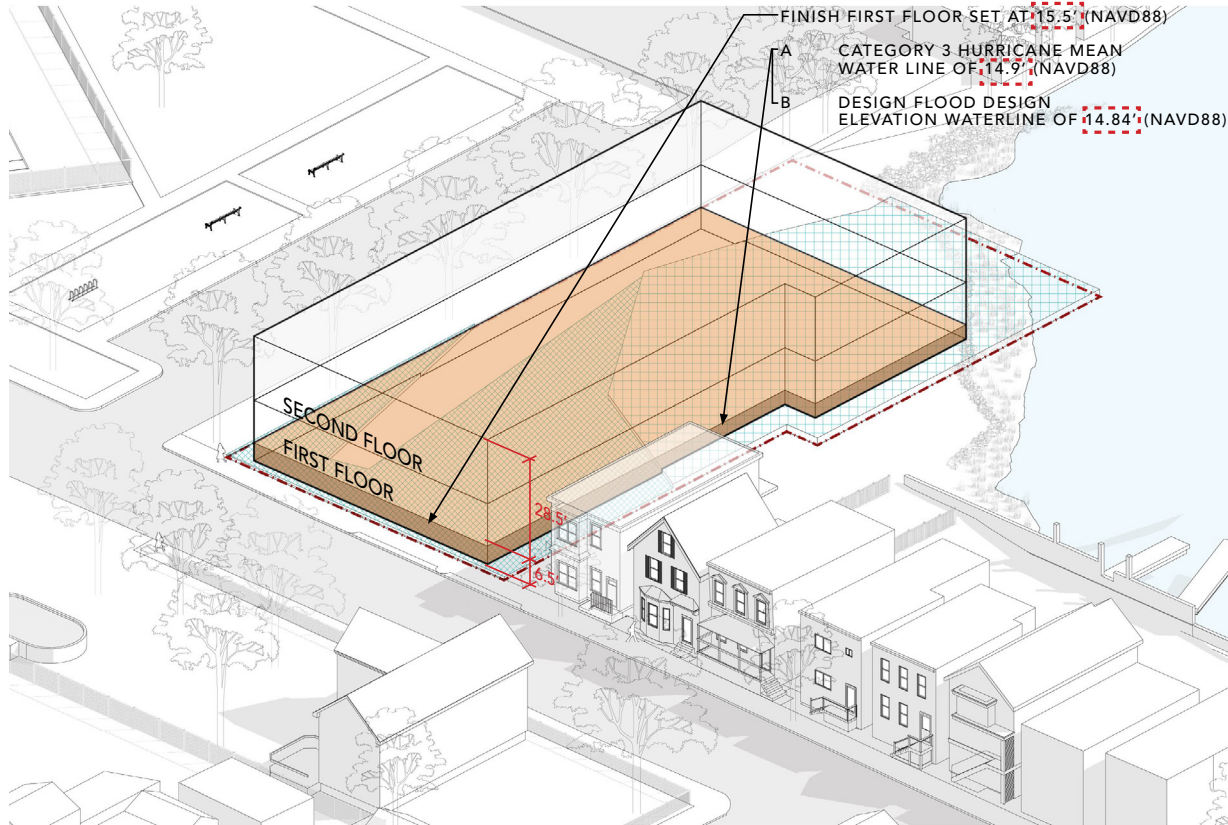 FINISH FIRST FLOOR SET AT 15.5' (NAVD88)
A CATEGORY 3 HURRICANE MEAN
WATER LINE OF 14.9' (NAVD88)
B DESIGN FLOOD DESIGN
ELEVATION WATERLINE OF 14.84' (NAVD88)
SECOND FLOOR
FIRST FLOOR
28.5'
6.5'